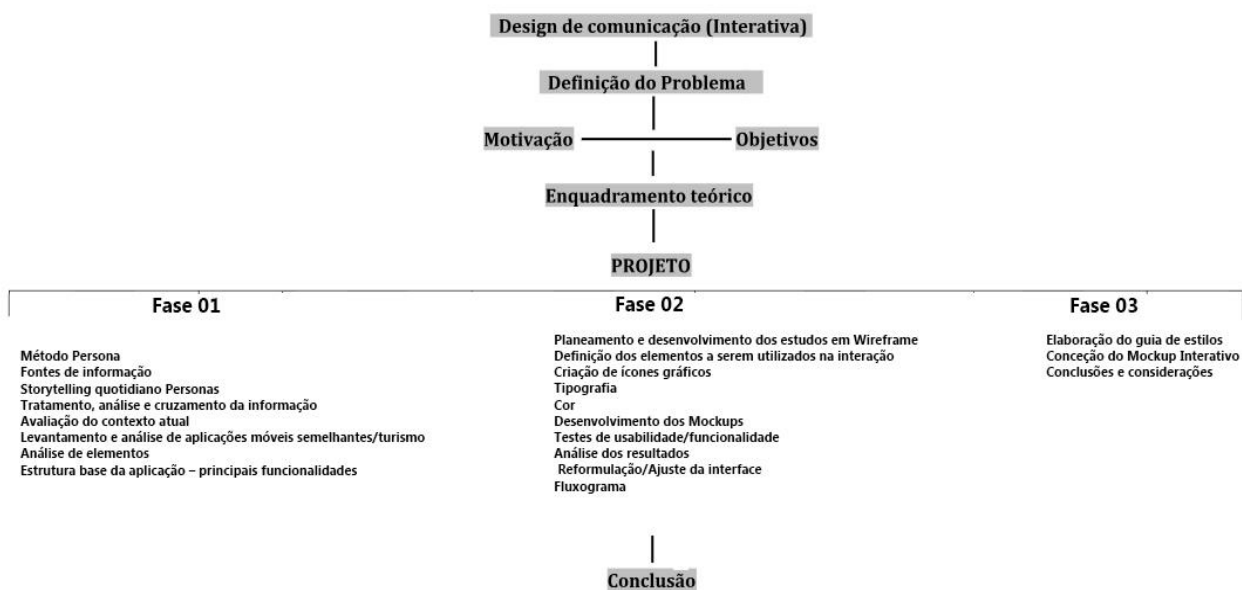 Design de comunicação (Interativa)
Definição do Problema
Motivação
Objetivos
Enquadramento teórico
PROJETO
Fase 01
Método Persona
Fontes de informação
Storytelling quotidiano Personas
Tratamento, análise e cruzamento da informação
Avaliação do contexto atual
Levantamento e análise de aplicações móveis semelhantes/turismo
Análise de elementos
Estrutura base da aplicação – principais funcionalidades
Fase 02
Planeamento e desenvolvimento dos estudos em Wireframe
Definição dos elementos a serem utilizados na interação
Criação de ícones gráficos
Tipografia
Cor
Desenvolvimento dos Mockups
Testes de usabilidade/funcionalidade
Análise dos resultados
Reformulação/Ajuste da interface
Fluxograma
Fase 03
Elaboração do guia de estilos
Conceção do Mockup Interativo
Conclusões e considerações
Conclusão